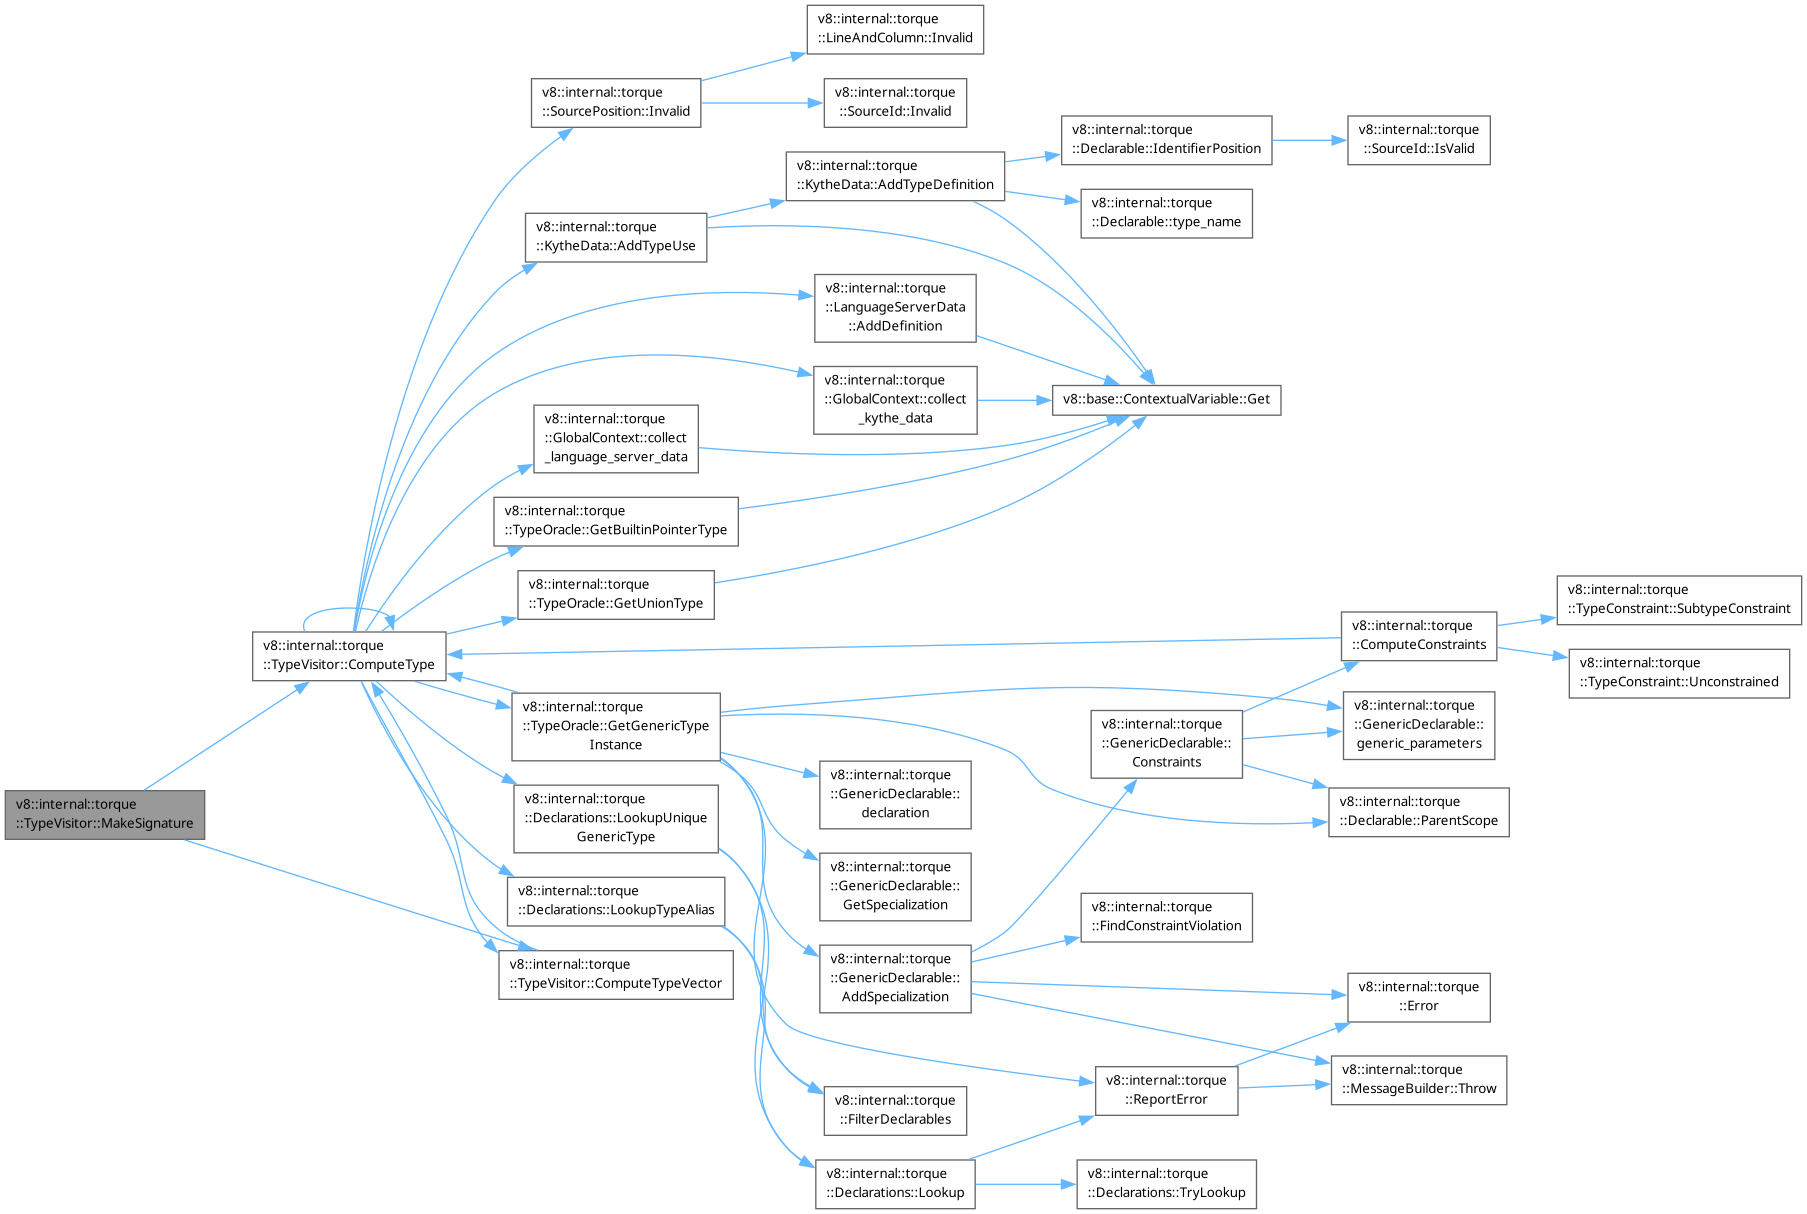 v8::internal::torque
::LineAndColumn::Invalid
v8::internal::torque
::SourcePosition::Invalid
v8::internal::torque
::SourceId::Invalid
v8::internal::torque
::Declarable::IdentifierPosition
v8::internal::torque
::SourceId::IsValid
v8::internal::torque
::KytheData::AddTypeDefinition
v8::internal::torque
::Declarable::type_name
v8::internal::torque
::KytheData::AddTypeUse
v8::internal::torque
::LanguageServerData
::AddDefinition
v8::internal::torque
::GlobalContext::collect
_kythe_data
v8::base::ContextualVariable::Get
v8::internal::torque
::GlobalContext::collect
_language_server_data
v8::internal::torque
::TypeOracle::GetBuiltinPointerType
v8::internal::torque
::TypeOracle::GetUnionType
v8::internal::torque
::TypeConstraint::SubtypeConstraint
v8::internal::torque
::ComputeConstraints
v8::internal::torque
::TypeVisitor::ComputeType
v8::internal::torque
::TypeConstraint::Unconstrained
v8::internal::torque
::TypeOracle::GetGenericType
Instance
v8::internal::torque
::GenericDeclarable::
generic_parameters
v8::internal::torque
::GenericDeclarable::
Constraints
v8::internal::torque
::GenericDeclarable::
declaration
v8::internal::torque
::Declarable::ParentScope
v8::internal::torque
::TypeVisitor::MakeSignature
v8::internal::torque
::Declarations::LookupUnique
GenericType
v8::internal::torque
::GenericDeclarable::
GetSpecialization
v8::internal::torque
::Declarations::LookupTypeAlias
v8::internal::torque
::FindConstraintViolation
v8::internal::torque
::TypeVisitor::ComputeTypeVector
v8::internal::torque
::GenericDeclarable::
AddSpecialization
v8::internal::torque
::Error
v8::internal::torque
::MessageBuilder::Throw
v8::internal::torque
::ReportError
v8::internal::torque
::FilterDeclarables
v8::internal::torque
::Declarations::Lookup
v8::internal::torque
::Declarations::TryLookup